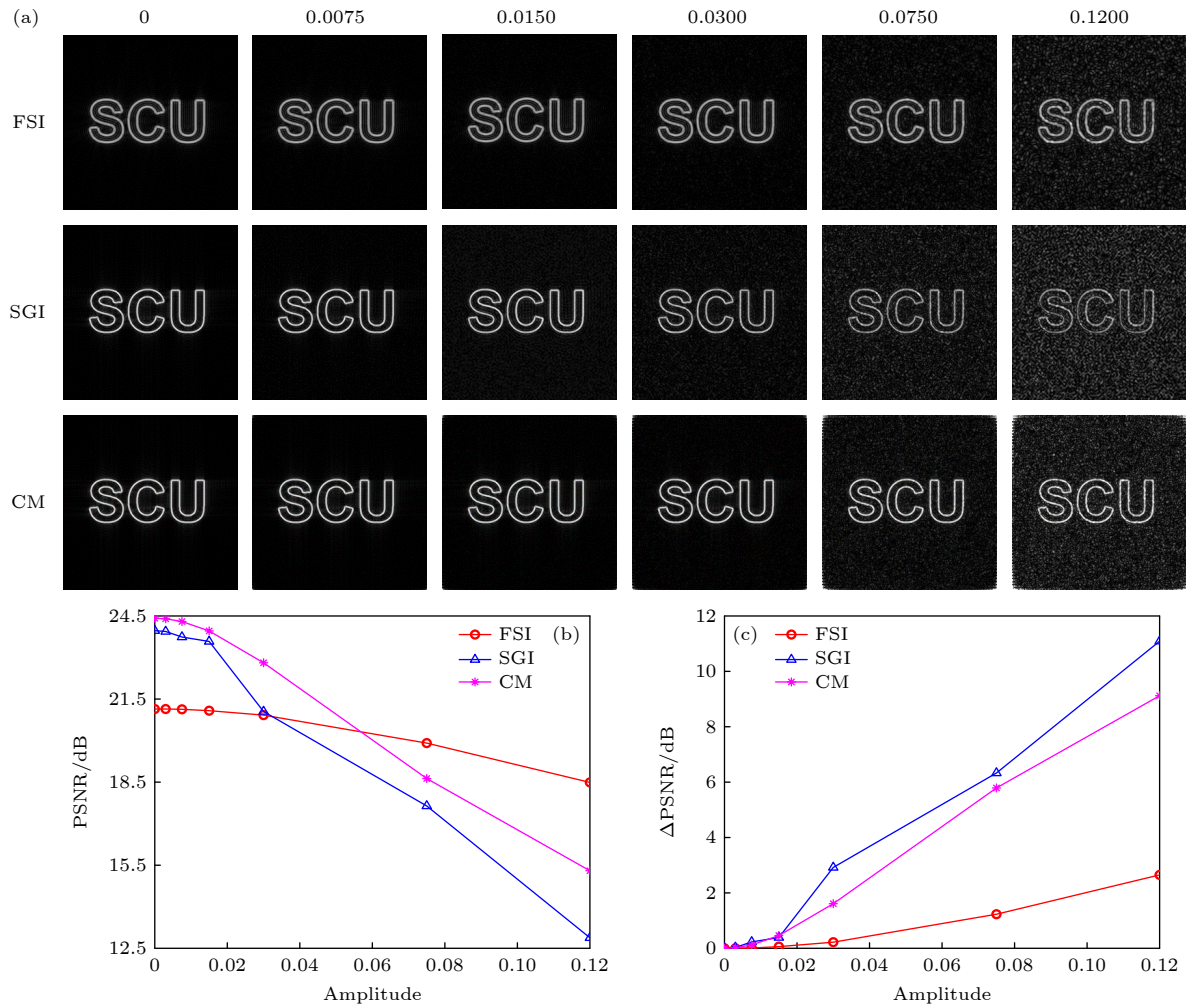 (a) 0 0.0075 0.0150 0.0300 0.0750 0.1200
FSI
SCU SCU SCU SCU SCU SCU
SGI
SCU SCU SCU SCU SCU SCU
CM
SCU SCU SCU SCU SCU SCU
(b)
FSI
SGI
CM
24.5
21.5
18.5
15.5
12.5
PSNR/dB
0 0.02 0.04 0.06 0.08 0.10 0.12
Amplitude
(c)
FSI
SGI
CM
12
10
8
6
4
2
0
ΔPSNR/dB
0 0.02 0.04 0.06 0.08 0.10 0.12
Amplitude